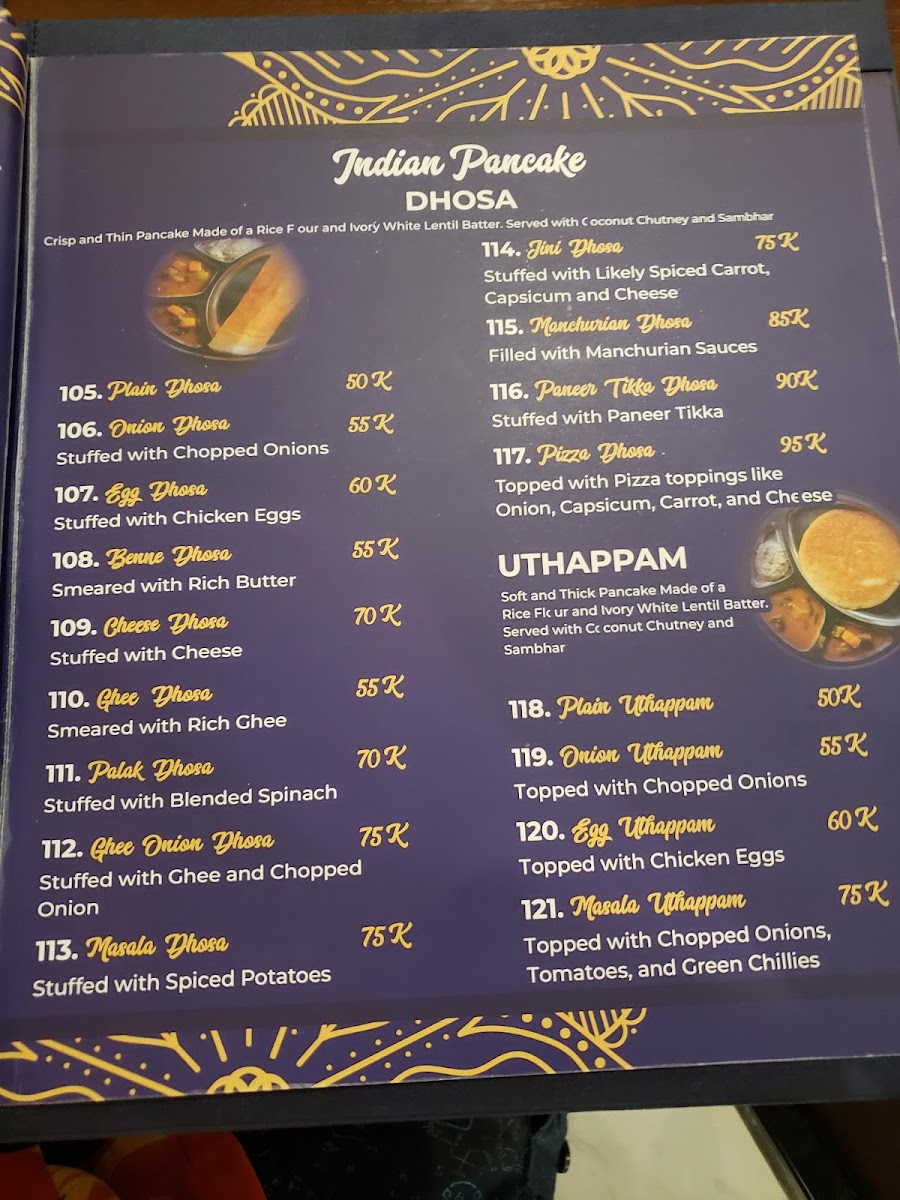 Indian Pancake
DHOSA
Crisp and Thin Pancake Made of a Rice F our and Ivory White Lentil Batter. Served with C oconut Chutney and Sambhar
105. Plain Dhosa 50 K
106. Onion Dhosa 55 K
Stuffed with Chopped Onions
107. Egg Dhosa 60 K
Stuffed with Chicken Eggs
108. Benne Dhosa 55 K
Smeared with Rich Butter
109. Cheese Dhosa 70 K
Stuffed with Cheese
110. Ghee Dhosa 55 K
Smeared with Rich Ghee
111. Palak Dhosa 70 K
Stuffed with Blended Spinach
112. Ghee Onion Dhosa 75 K
Stuffed with Ghee and Chopped
Onion
113. Masala Dhosa 75 K
Stuffed with Spiced Potatoes
114. Jini Dhosa 75 K
Stuffed with Likely Spiced Carrot,
Capsicum and Cheese
115. Manchurian Dhosa 85K
Filled with Manchurian Sauces
116. Paneer Tikka Dhosa 90K
Stuffed with Paneer Tikka
117. Pizza Dhosa . 95 K
Topped with Pizza toppings like
Onion, Capsicum, Carrot, and Cheese
UTHAPPAM
Soft and Thick Pancake Made of a
Rice Flc ur and Ivory White Lentil Batter.
Served with Cc conut Chutney and
Sambhar
118. Plain Uthappam 50K
119. Onion Uthappam 55 K
Topped with Chopped Onions
120. Egg Uthappam 60 K
Topped with Chicken Eggs
121. Masala Uthappam 75 K
Topped with Chopped Onions,
Tomatoes, and Green Chillies